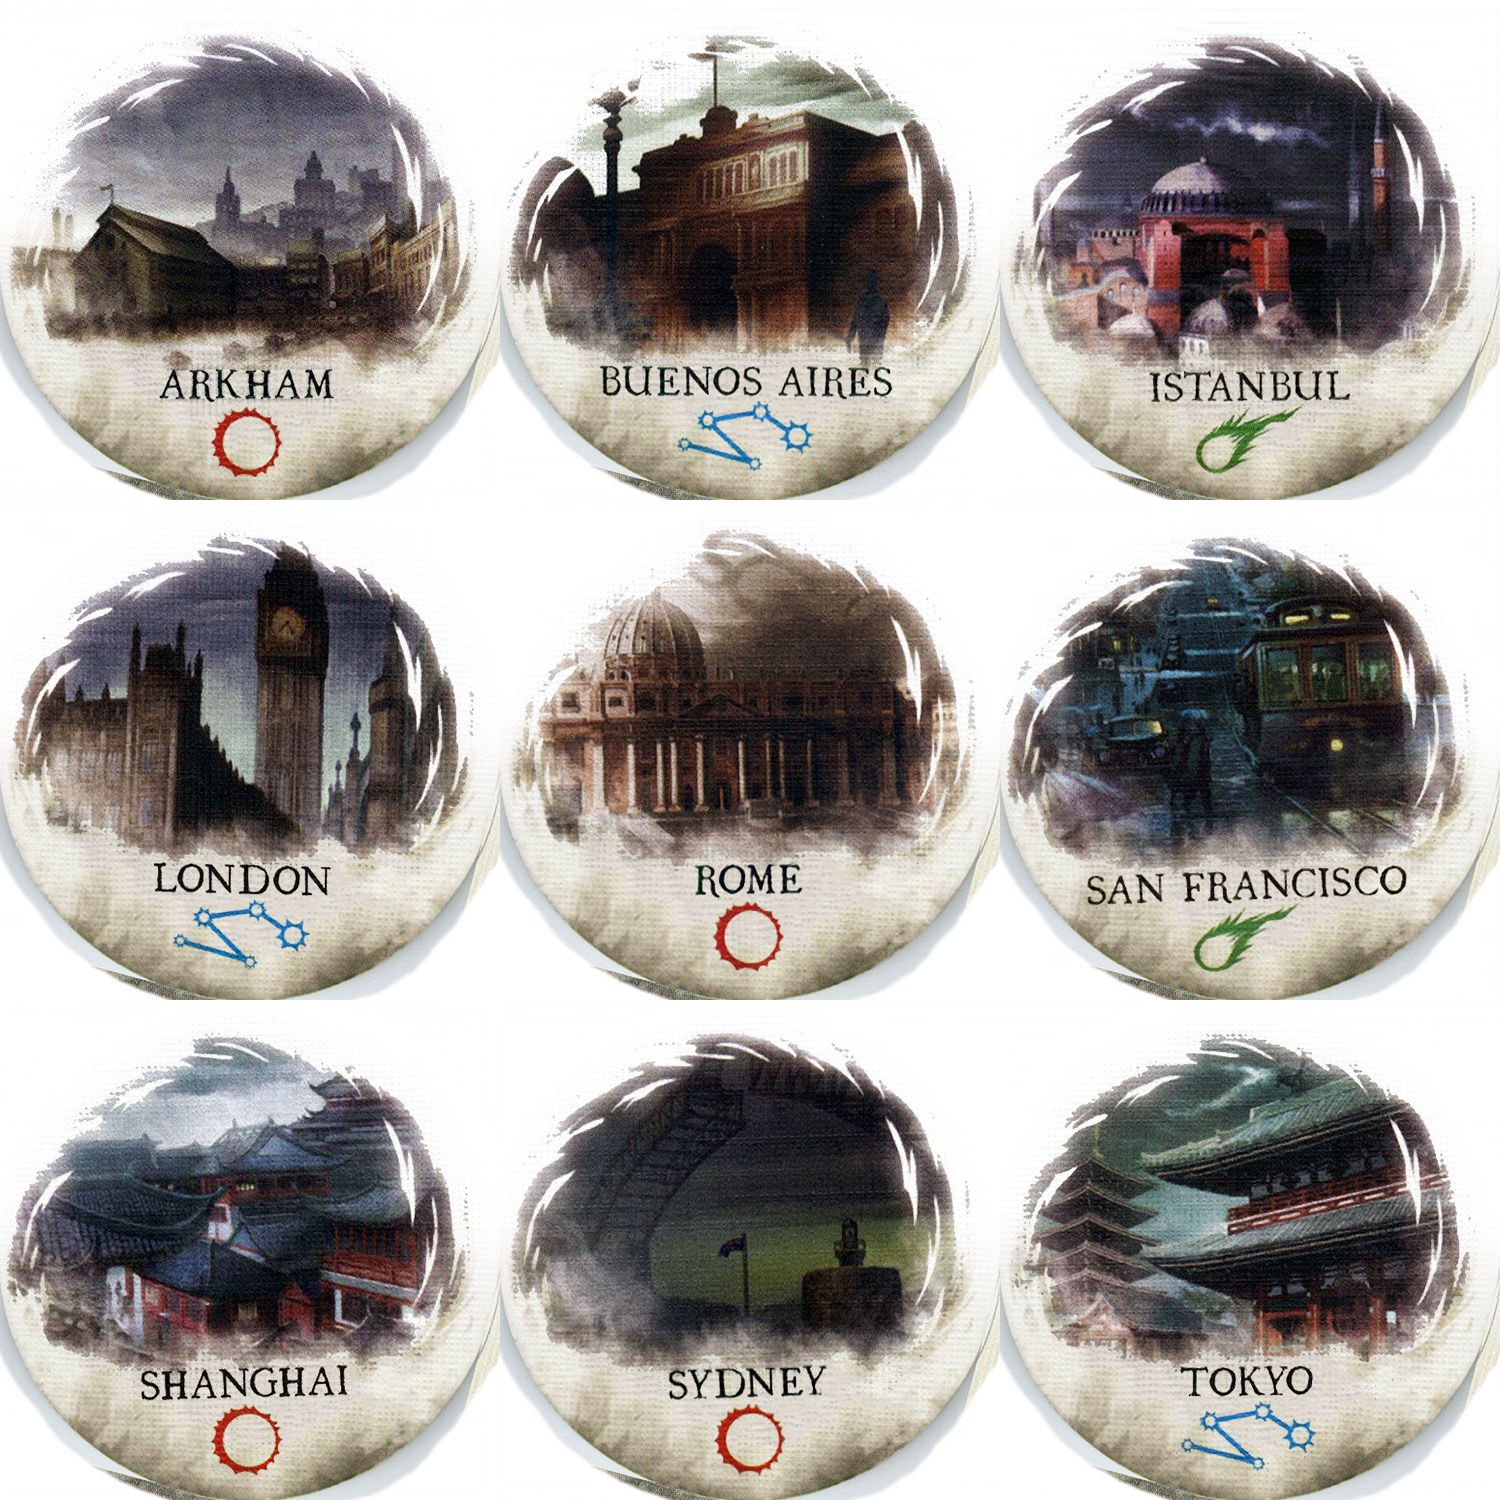 ARKHAM
BUENOS AIRES
ISTANBUL
LONDON
ROME
SAN FRANCISCO
SHANGHAI
SYDNEY
TOKYO